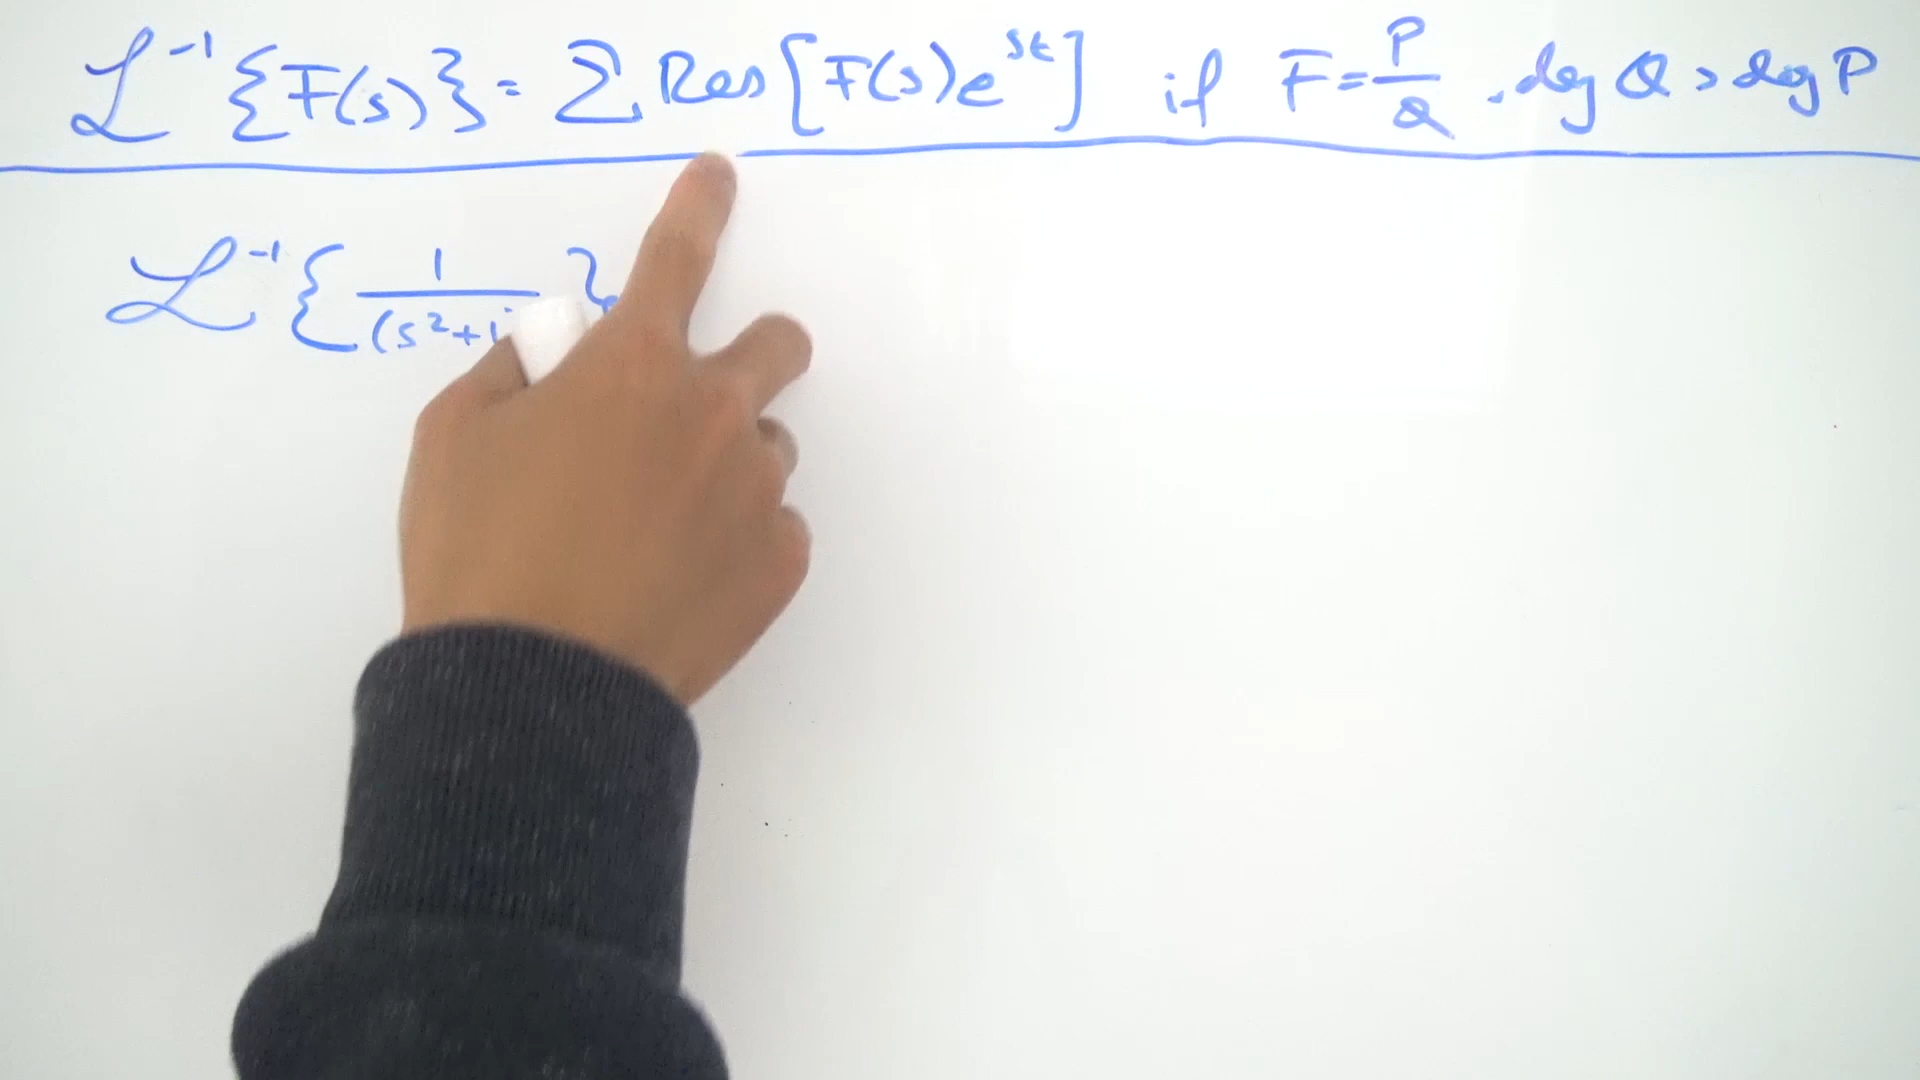 ℒ⁻¹{F(s)} = Σ Res[F(s)e^{st}] if F = P/Q , deg Q > deg P
ℒ⁻¹{1/(s²+1)